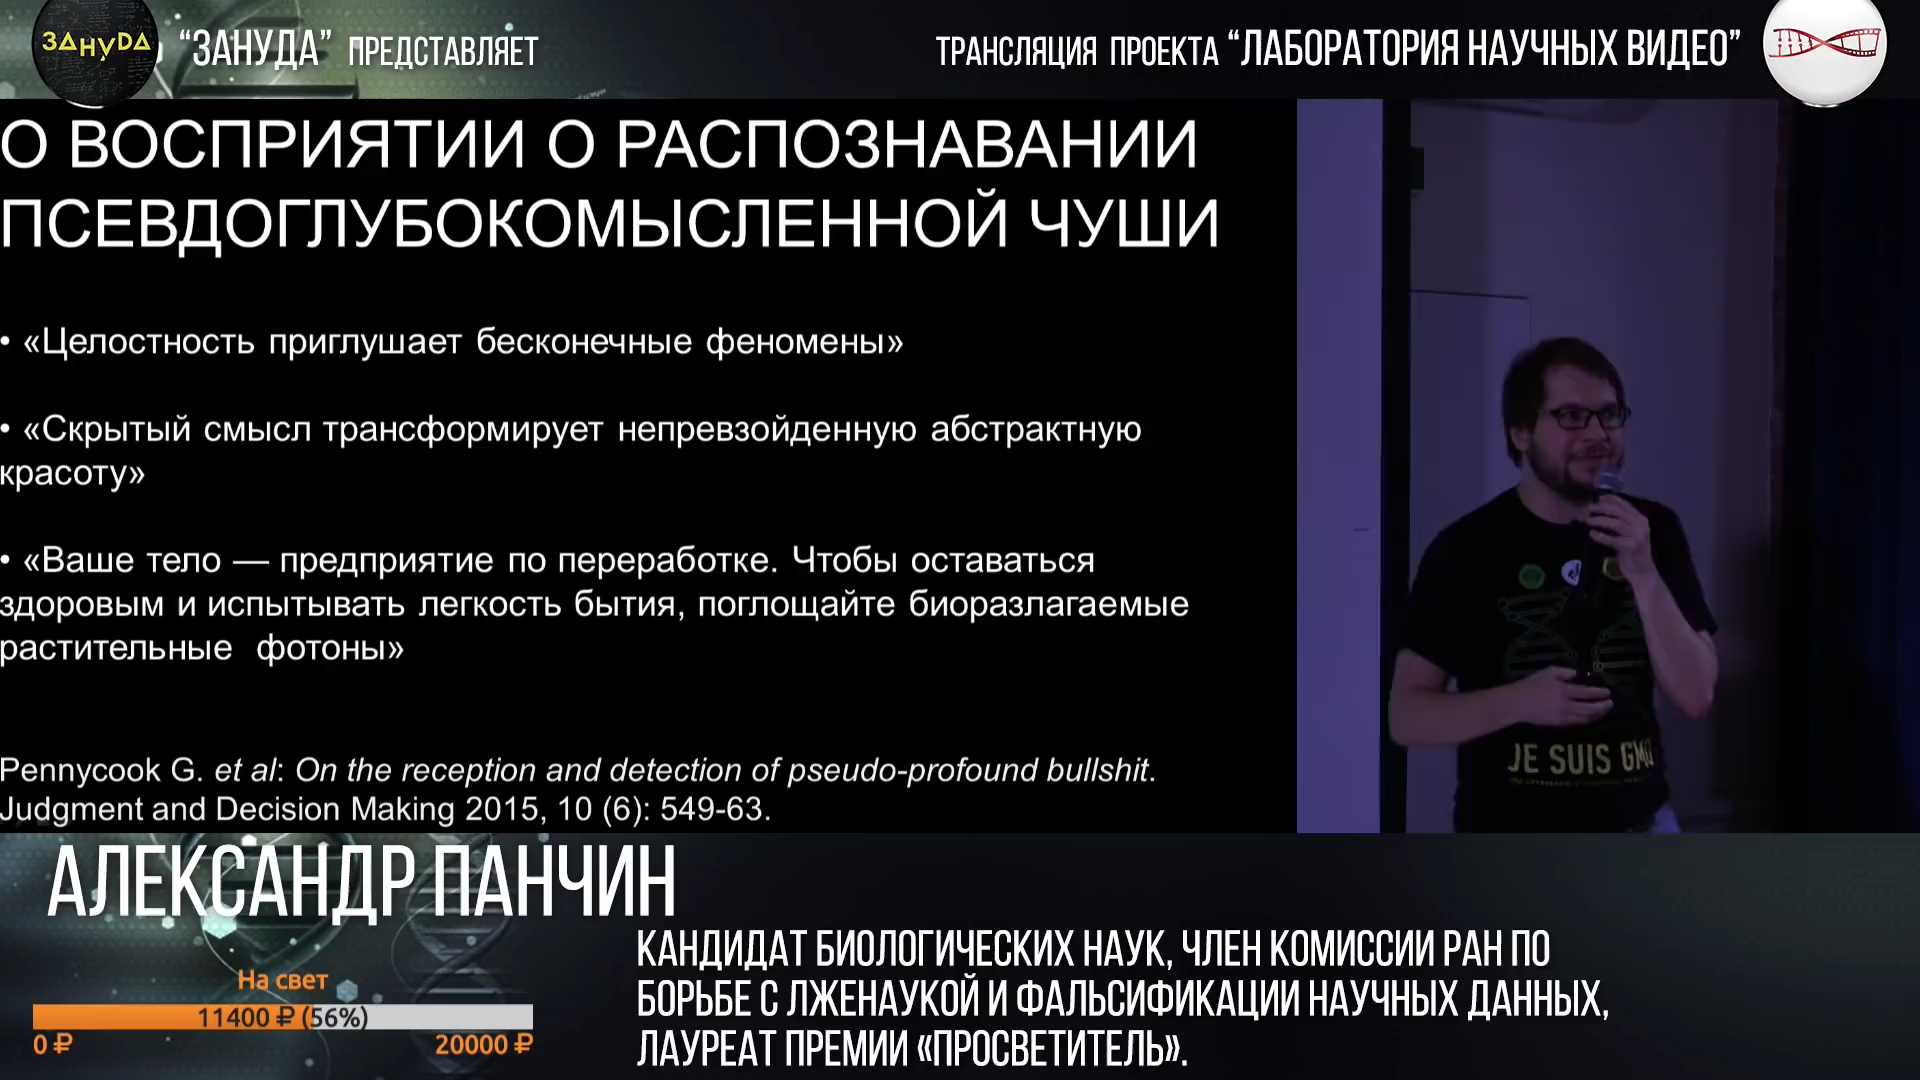 ЗАНУДА
“ЗАНУДА” ПРЕДСТАВЛЯЕТ
ТРАНСЛЯЦИЯ ПРОЕКТА “ЛАБОРАТОРИЯ НАУЧНЫХ ВИДЕО”
О ВОСПРИЯТИИ О РАСПОЗНАВАНИИ
ПСЕВДОГЛУБОКОМЫСЛЕННОЙ ЧУШИ
• «Целостность приглушает бесконечные феномены»
• «Скрытый смысл трансформирует непревзойденную абстрактную
красоту»
• «Ваше тело — предприятие по переработке. Чтобы оставаться
здоровым и испытывать легкость бытия, поглощайте биоразлагаемые
растительные фотоны»
Pennycook G. et al: On the reception and detection of pseudo-profound bullshit.
Judgment and Decision Making 2015, 10 (6): 549-63.
JE SUIS GMO
АЛЕКСАНДР ПАНЧИН
КАНДИДАТ БИОЛОГИЧЕСКИХ НАУК, ЧЛЕН КОМИССИИ РАН ПО
БОРЬБЕ С ЛЖЕНАУКОЙ И ФАЛЬСИФИКАЦИИ НАУЧНЫХ ДАННЫХ,
ЛАУРЕАТ ПРЕМИИ «ПРОСВЕТИТЕЛЬ».
На свет
11400 ₽ (56%)
0 ₽
20000 ₽